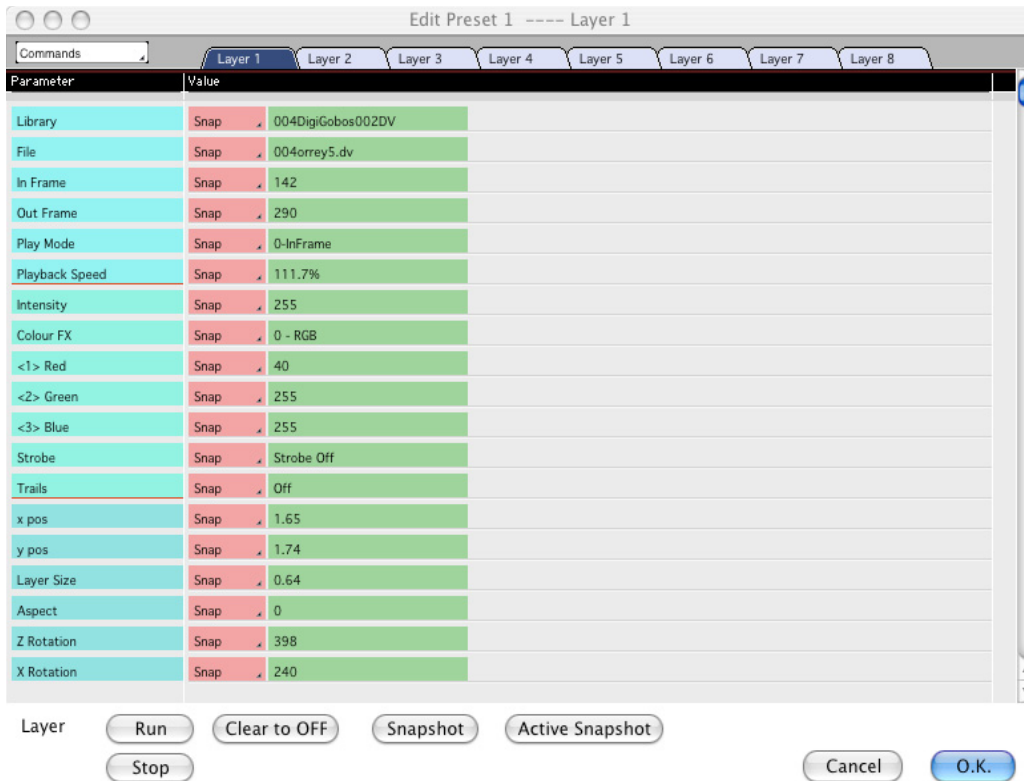 Edit Preset 1 ---- Layer 1
Commands
Layer 1 Layer 2 Layer 3 Layer 4 Layer 5 Layer 6 Layer 7 Layer 8
Parameter Value
Library Snap 004DigiGobos002DV
File Snap 004orrey5.dv
In Frame Snap 142
Out Frame Snap 290
Play Mode Snap 0-InFrame
Playback Speed Snap 111.7%
Intensity Snap 255
Colour FX Snap 0 - RGB
<1> Red Snap 40
<2> Green Snap 255
<3> Blue Snap 255
Strobe Snap Strobe Off
Trails Snap Off
x pos Snap 1.65
y pos Snap 1.74
Layer Size Snap 0.64
Aspect Snap 0
Z Rotation Snap 398
X Rotation Snap 240
Layer Run Clear to OFF Snapshot Active Snapshot
Stop Cancel O.K.